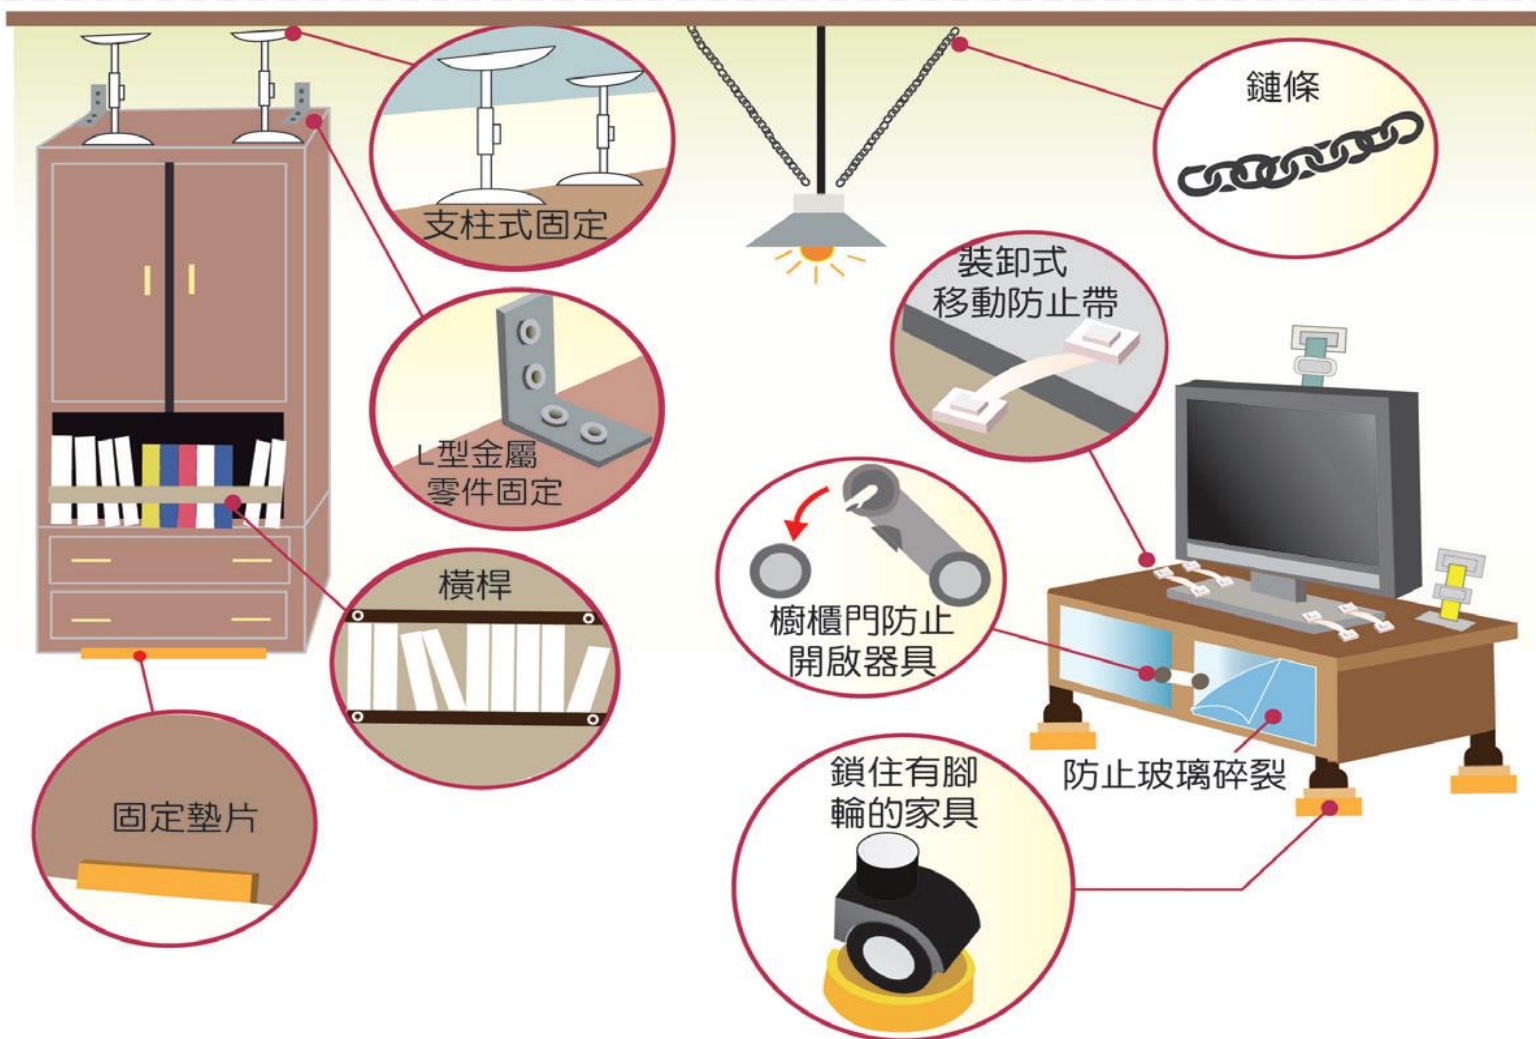 支柱式固定
鏈條
裝卸式
移動防止帶
L型金屬
零件固定
橫桿
櫥櫃門防止
開啟器具
固定墊片
鎖住有腳
輪的家具
防止玻璃碎裂